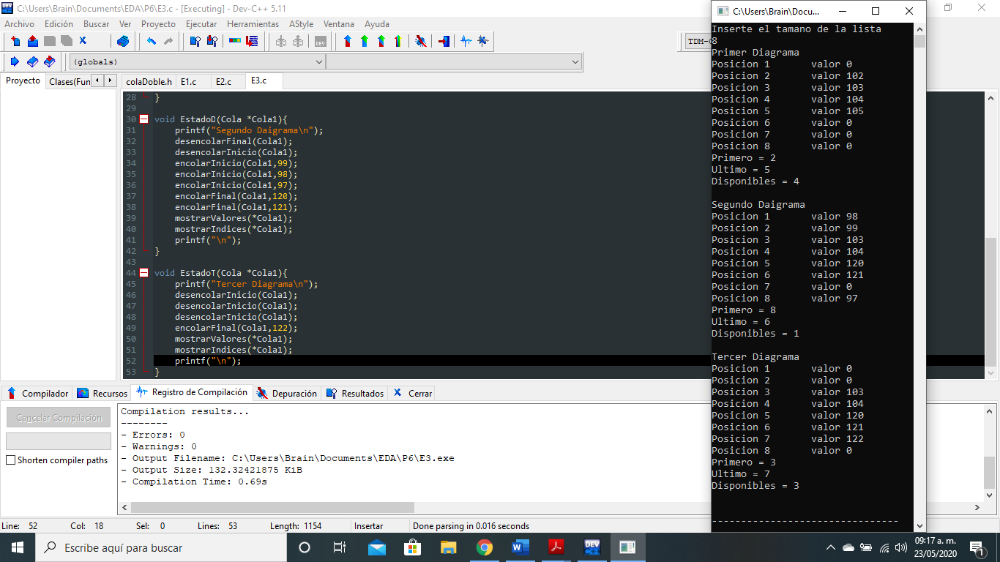 C:\Users\Brain\Documents\EDA\P6\E3.c - [Executing] - Dev-C++ 5.11
Archivo Edición Buscar Ver Proyecto Ejecutar Herramientas AStyle Ventana Ayuda
TDM-G
(globals)
Proyecto Clases(Fun
colaDoble.h E1.c E2.c E3.c
28 }
29
30 void EstadoD(Cola *Cola1){
31 printf("Segundo Daigrama\n");
32 desencolarFinal(Cola1);
33 desencolarInicio(Cola1);
34 encolarInicio(Cola1,99);
35 encolarInicio(Cola1,98);
36 encolarInicio(Cola1,97);
37 encolarFinal(Cola1,120);
38 encolarFinal(Cola1,121);
39 mostrarValores(*Cola1);
40 mostrarIndices(*Cola1);
41 printf("\n");
42 }
43
44 void EstadoT(Cola *Cola1){
45 printf("Tercer Diagrama\n");
46 desencolarInicio(Cola1);
47 desencolarInicio(Cola1);
48 desencolarInicio(Cola1);
49 encolarFinal(Cola1,122);
50 mostrarValores(*Cola1);
51 mostrarIndices(*Cola1);
52 printf("\n");
53 }
Compilador Recursos Registro de Compilación Depuración Resultados Cerrar
Cancelar Compilación
Shorten compiler paths
Compilation results...
--------
- Errors: 0
- Warnings: 0
- Output Filename: C:\Users\Brain\Documents\EDA\P6\E3.exe
- Output Size: 132.32421875 KiB
- Compilation Time: 0.69s
Line: 52 Col: 18 Sel: 0 Lines: 53 Length: 1154 Insertar Done parsing in 0.016 seconds
C:\Users\Brain\Docu...
Inserte el tamano de la lista
8
Primer Diagrama
Posicion 1 valor 0
Posicion 2 valor 102
Posicion 3 valor 103
Posicion 4 valor 104
Posicion 5 valor 105
Posicion 6 valor 0
Posicion 7 valor 0
Posicion 8 valor 0
Primero = 2
Ultimo = 5
Disponibles = 4
Segundo Daigrama
Posicion 1 valor 98
Posicion 2 valor 99
Posicion 3 valor 103
Posicion 4 valor 104
Posicion 5 valor 120
Posicion 6 valor 121
Posicion 7 valor 0
Posicion 8 valor 97
Primero = 8
Ultimo = 6
Disponibles = 1
Tercer Diagrama
Posicion 1 valor 0
Posicion 2 valor 0
Posicion 3 valor 103
Posicion 4 valor 104
Posicion 5 valor 120
Posicion 6 valor 121
Posicion 7 valor 122
Posicion 8 valor 0
Primero = 3
Ultimo = 7
Disponibles = 3
--------------------------------
Escribe aquí para buscar
09:17 a. m.
23/05/2020
1